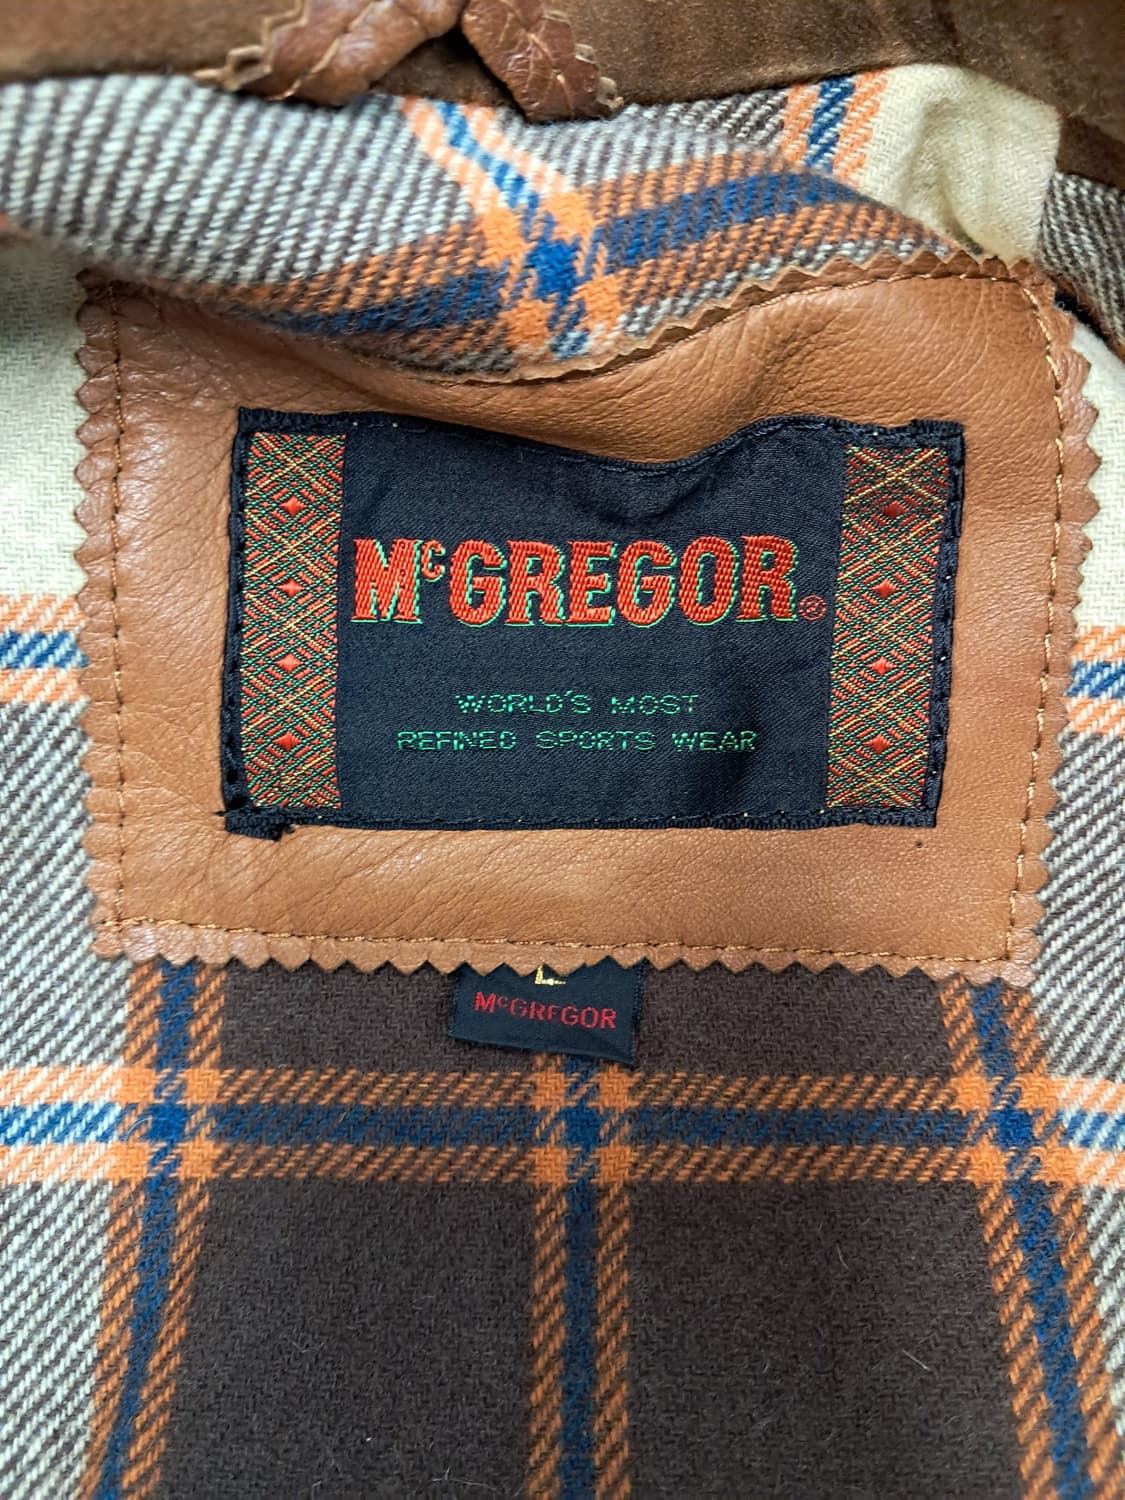 McGREGOR®
WORLD'S MOST
REFINED SPORTS WEAR
L
McGREGOR